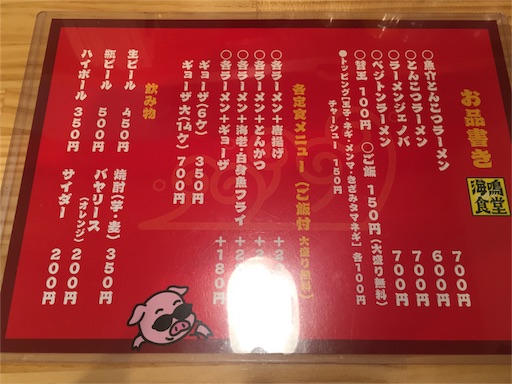 お品書き
海鳴食堂
○魚介とんこつラーメン 700円
○とんこつラーメン 600円
○ラーメンジェノバ 700円
○ベジトンラーメン 700円
○替玉 100円 ○ご飯 150円(大盛り無料)
●トッピング【玉子・ネギ・メンマ・きざみタマネギ】各100円
チャーシュー 150円
各定食メニュー(ご飯付 大盛り無料)
○各ラーメン+唐揚げ +2
○各ラーメン+とんかつ +2
○各ラーメン+海老・白身魚フライ +2
○各ラーメン+ギョーザ +180円
ギョーザ(6ケ) 350円
ギョーザ大(14ケ) 700円
飲み物
生ビール 450円
瓶ビール 500円
ハイボール 350円
焼酎(芋・麦) 350円
バヤリース(オレンジ) 200円
サイダー 200円